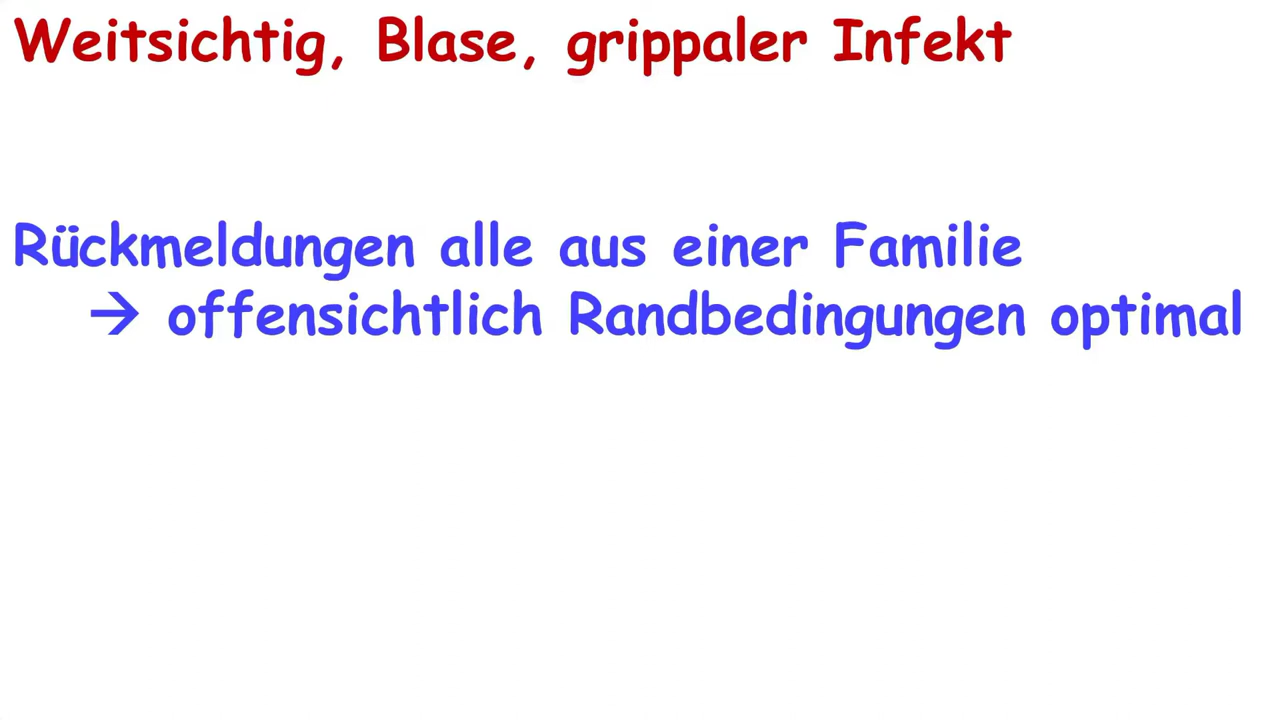 Weitsichtig, Blase, grippaler Infekt
Rückmeldungen alle aus einer Familie
→ offensichtlich Randbedingungen optimal